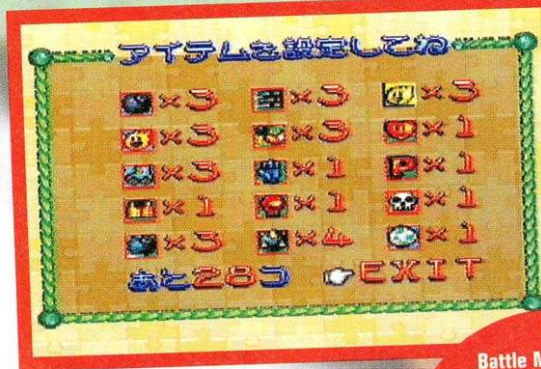 アイテムを設定してね
×3 ×3 ×3
×3 ×3 ×1
×3 ×1 P×1
×1 ×1 ×1
×3 ×4 ×1
あと28コ EXIT
Battle